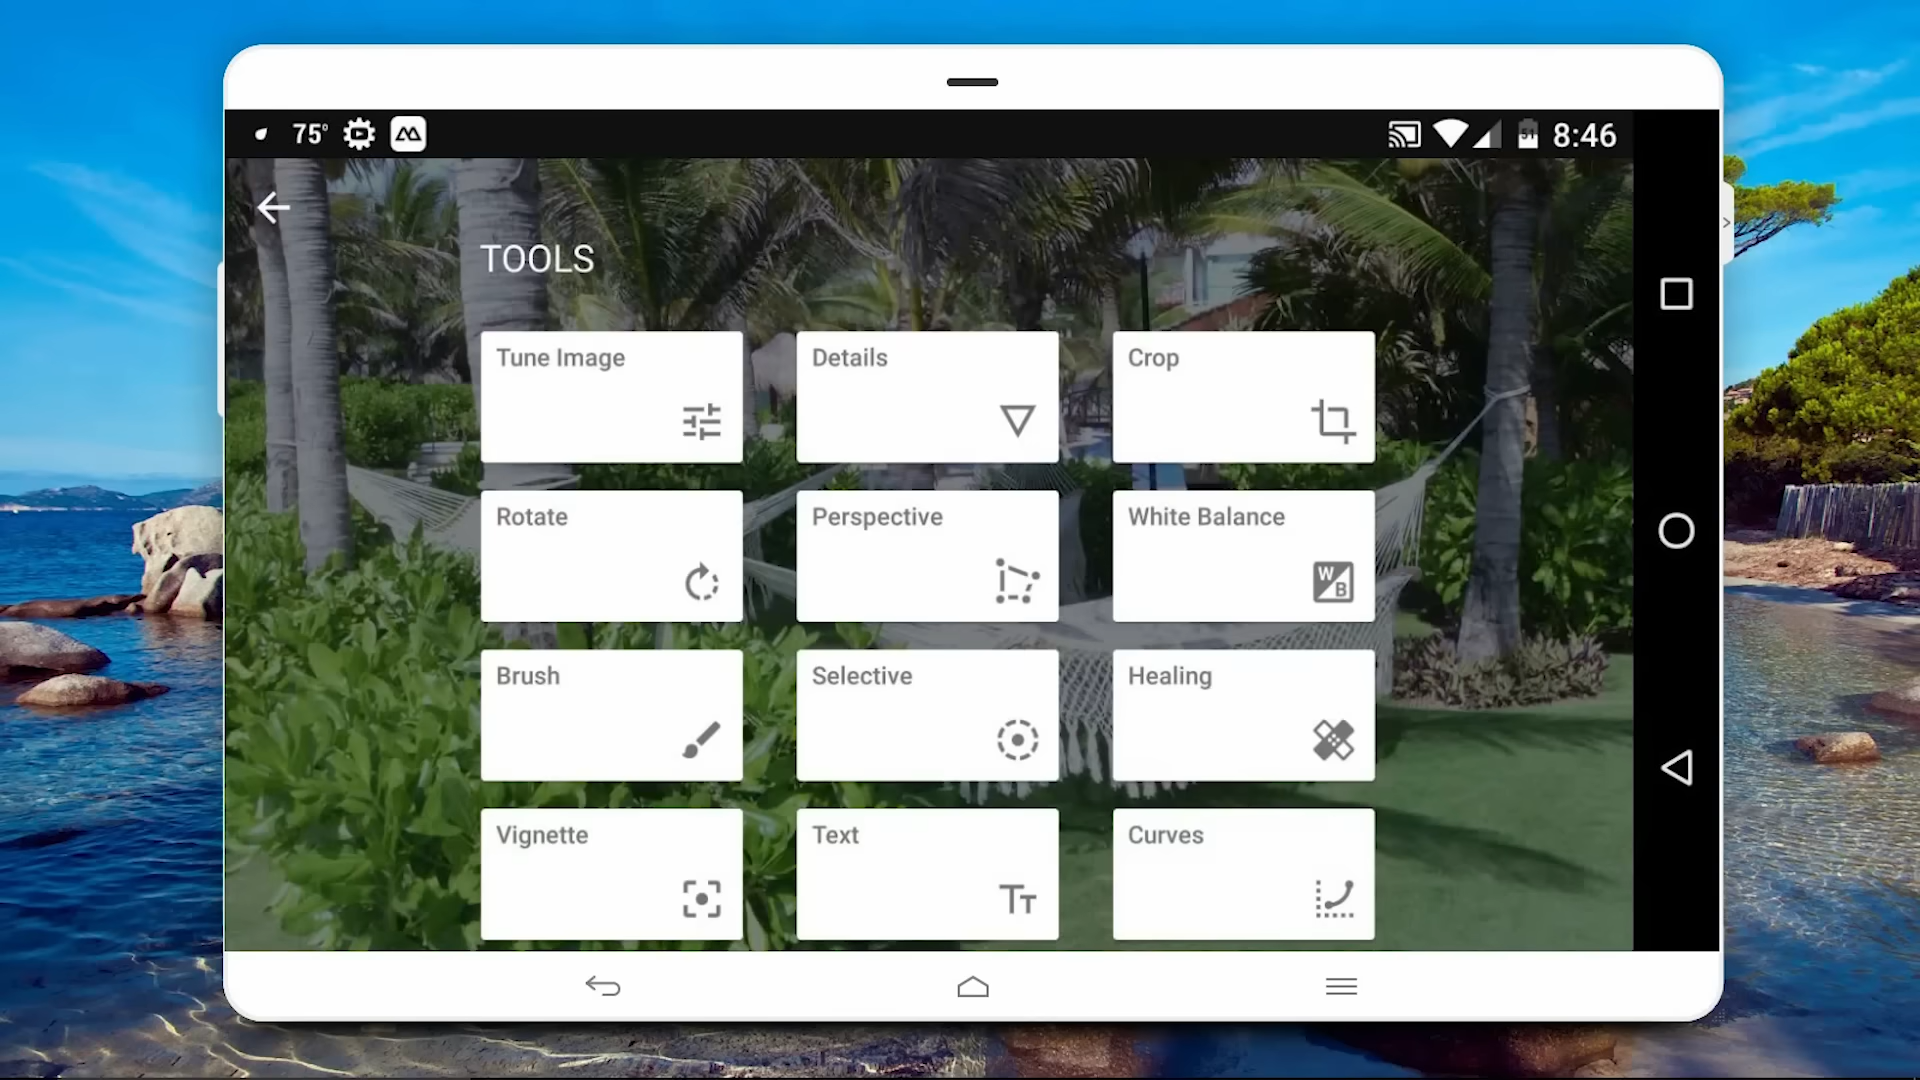 75° 51 8:46
TOOLS
Tune Image Details Crop
Rotate Perspective White Balance
W
B
Brush Selective Healing
Vignette Text Curves
TT